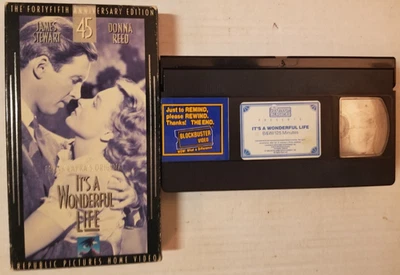 THE FORTYFIFTH ANNIVERSARY EDITION
JAMES
STEWART
45
DONNA
REED
IT'S A
WONDERFUL
LIFE
REPUBLIC PICTURES HOME VIDEO
Just to REMIND,
please REWIND.
Thanks! THE END.
BLOCKBUSTER
VIDEO
PRESENTS
IT'S A WONDERFUL LIFE